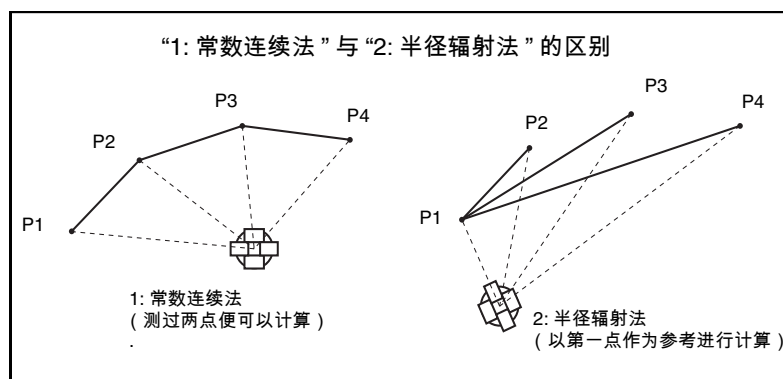 “1: 常数连续法 ” 与 “2: 半径辐射法 ” 的区别
P1
P2
P3
P4
1: 常数连续法
( 测过两点便可以计算 )
.
P1
P2
P3
P4
2: 半径辐射法
( 以第一点作为参考进行计算 )